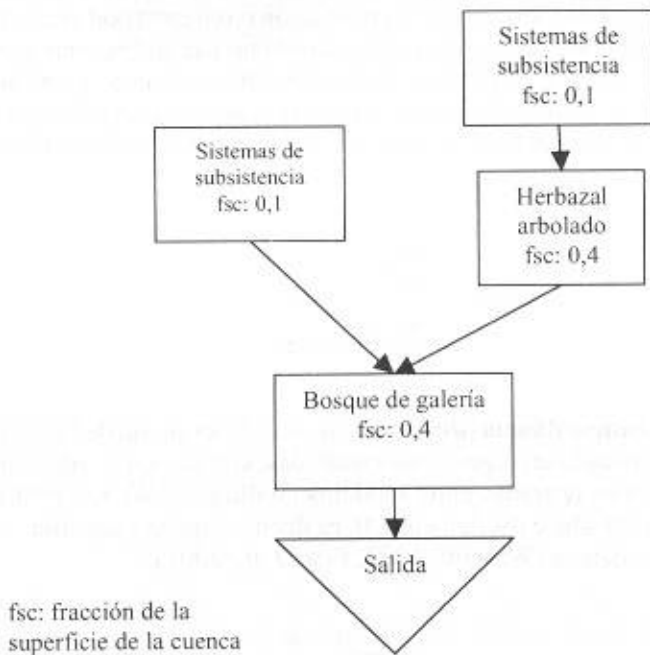 Sistemas de
subsistencia
fsc: 0,1
Sistemas de
subsistencia
fsc: 0,1
Herbazal
arbolado
fsc: 0,4
Bosque de galería
fsc: 0,4
Salida
fsc: fracción de la
superficie de la cuenca